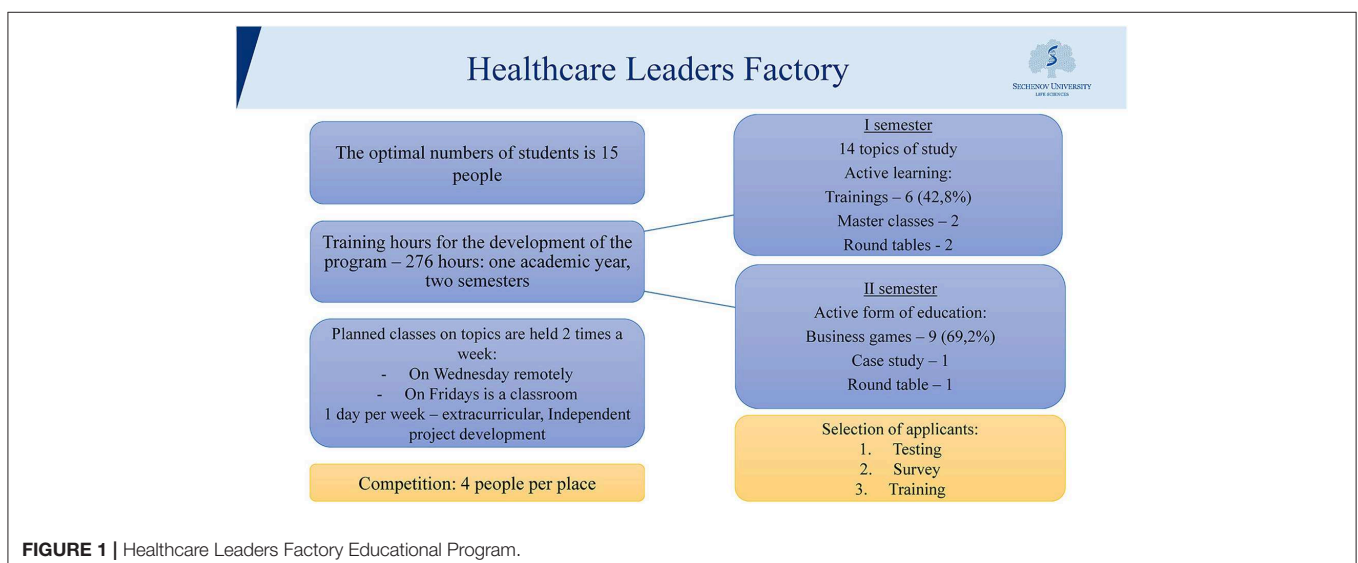 Healthcare Leaders Factory
SECHENOV UNIVERSITY
LIFE SCIENCES
The optimal numbers of students is 15
people
Training hours for the development of the
program – 276 hours: one academic year,
two semesters
Planned classes on topics are held 2 times a
week:
- On Wednesday remotely
- On Fridays is a classroom
1 day per week – extracurricular, Independent
project development
Competition: 4 people per place
I semester
14 topics of study
Active learning:
Trainings – 6 (42,8%)
Master classes – 2
Round tables - 2
II semester
Active form of education:
Business games – 9 (69,2%)
Case study – 1
Round table – 1
Selection of applicants:
1. Testing
2. Survey
3. Training
FIGURE 1 | Healthcare Leaders Factory Educational Program.